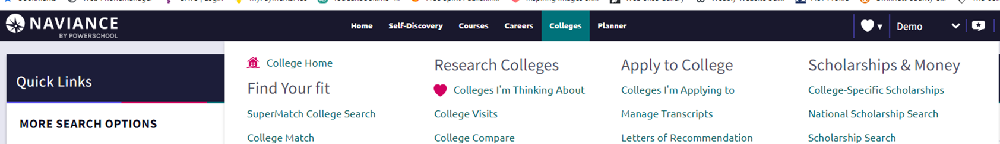 NAVIANCE
BY POWERSCHOOL
Home Self-Discovery Courses Careers Colleges Planner
Demo
Quick Links
MORE SEARCH OPTIONS
College Home
Find Your fit
SuperMatch College Search
College Match
Research Colleges
Colleges I'm Thinking About
College Visits
College Compare
Apply to College
Colleges I'm Applying to
Manage Transcripts
Letters of Recommendation
Scholarships & Money
College-Specific Scholarships
National Scholarship Search
Scholarship Search